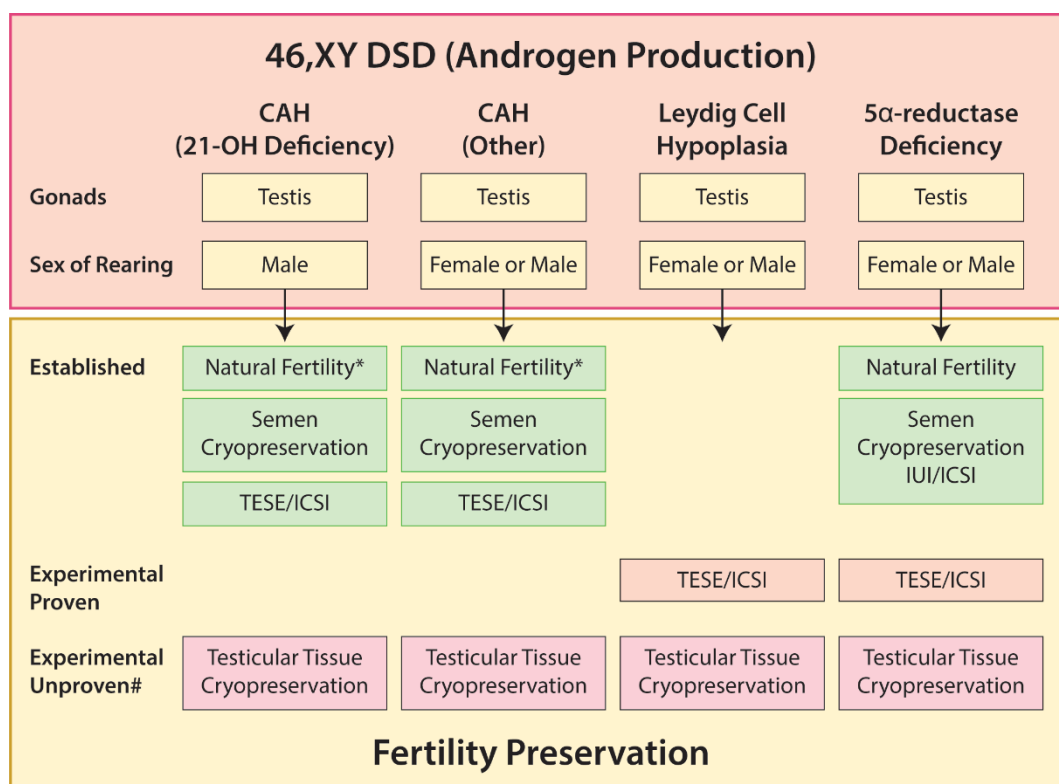 46,XY DSD (Androgen Production)
CAH
(21-OH Deficiency)
CAH
(Other)
Leydig Cell
Hypoplasia
5α-reductase
Deficiency
Gonads
Testis
Testis
Testis
Testis
Sex of Rearing
Male
Female or Male
Female or Male
Female or Male
Established
Natural Fertility*
Natural Fertility*
Natural Fertility
Semen
Cryopreservation
Semen
Cryopreservation
Semen
Cryopreservation
IUI/ICSI
TESE/ICSI
TESE/ICSI
Experimental
Proven
TESE/ICSI
TESE/ICSI
Experimental
Unproven#
Testicular Tissue
Cryopreservation
Testicular Tissue
Cryopreservation
Testicular Tissue
Cryopreservation
Testicular Tissue
Cryopreservation
Fertility Preservation